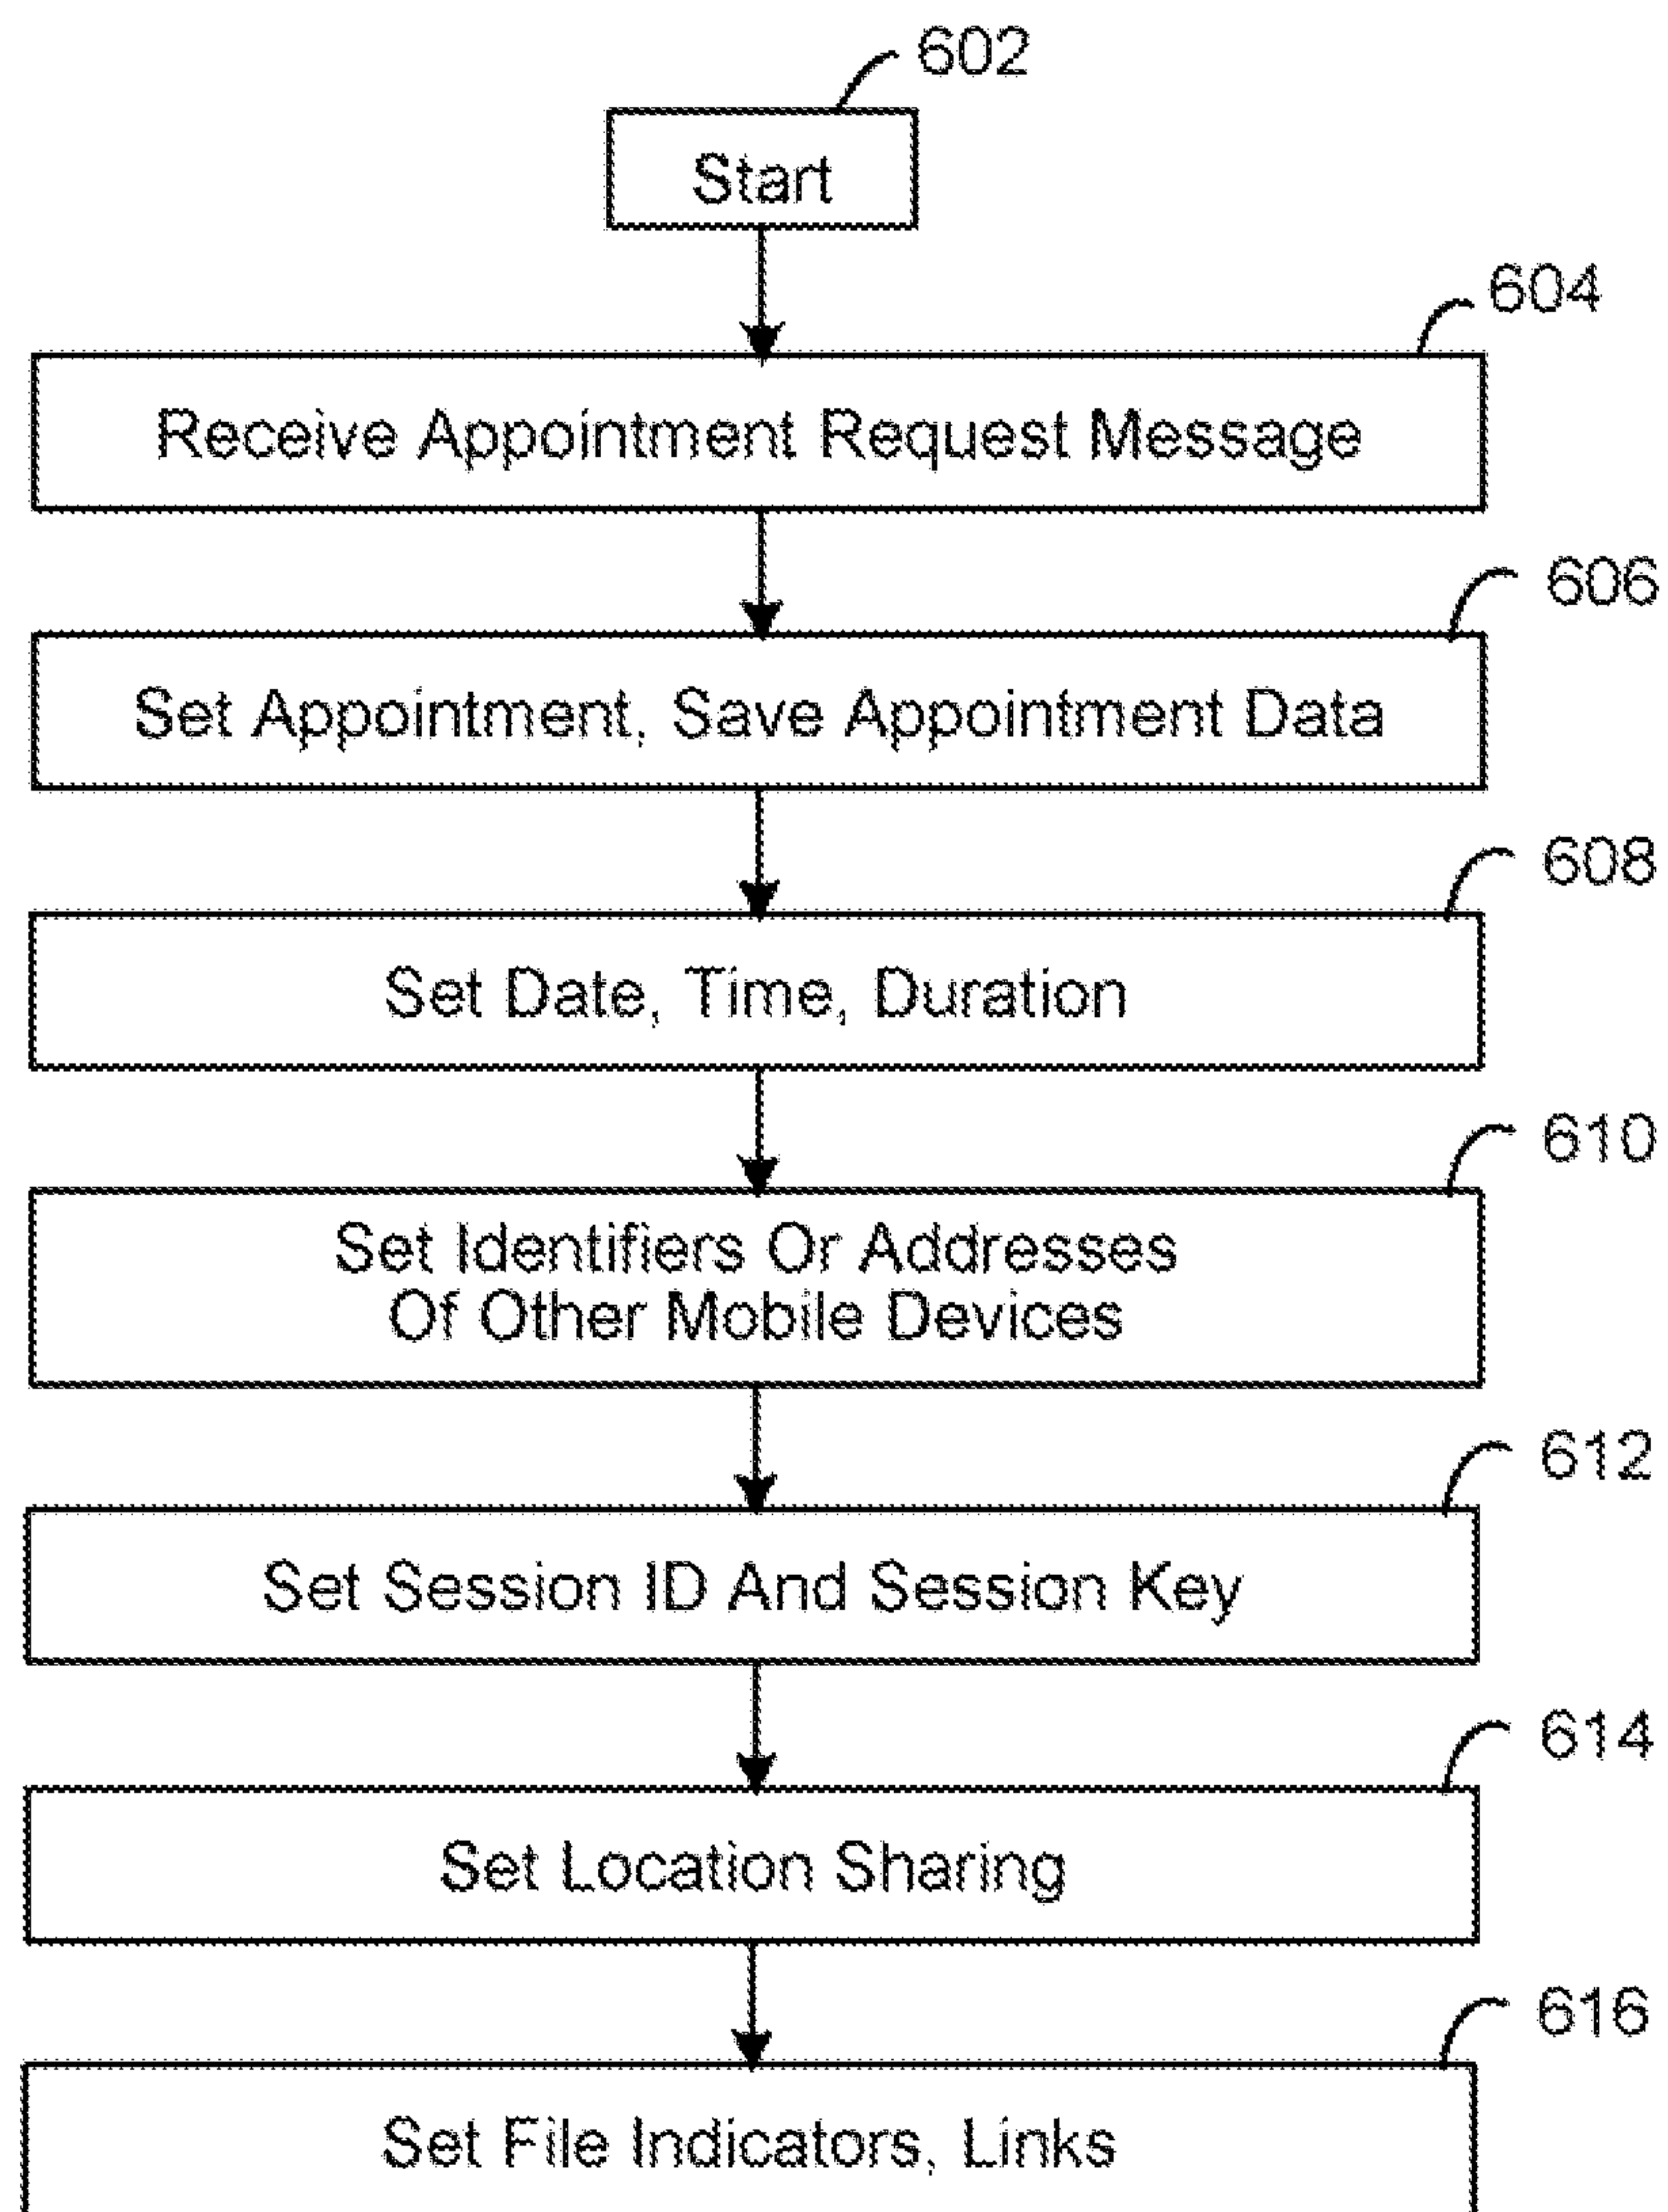 602
Start
604
Receive Appointment Request Message
606
Set Appointment, Save Appointment Data
608
Set Date, Time, Duration
610
Set Identifiers Or Addresses
Of Other Mobile Devices
612
Set Session ID And Session Key
614
Set Location Sharing
616
Set File Indicators, Links